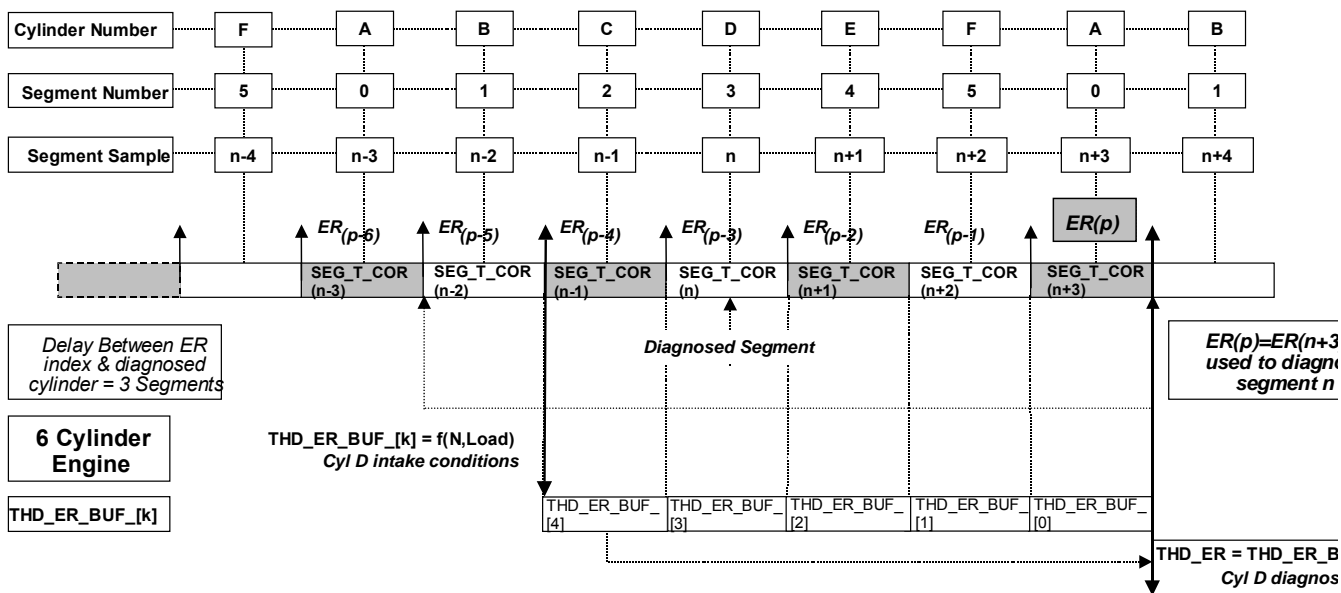 Cylinder Number F A B C D E F A B
Segment Number 5 0 1 2 3 4 5 0 1
Segment Sample n-4 n-3 n-2 n-1 n n+1 n+2 n+3 n+4
ER(p-6) ER(p-5) ER(p-4) ER(p-3) ER(p-2) ER(p-1) ER(p)
SEG_T_COR SEG_T_COR SEG_T_COR SEG_T_COR SEG_T_COR SEG_T_COR SEG_T_COR
(n-3) (n-2) (n-1) (n) (n+1) (n+2) (n+3)
Delay Between ER
index & diagnosed
cylinder = 3 Segments
Diagnosed Segment
ER(p)=ER(n+3
used to diagno
segment n
6 Cylinder
Engine
THD_ER_BUF_[k] = f(N,Load)
Cyl D intake conditions
THD_ER_BUF_[k]
THD_ER_BUF_ THD_ER_BUF_ THD_ER_BUF_ THD_ER_BUF_ THD_ER_BUF_
[4] [3] [2] [1] [0]
THD_ER = THD_ER_B
Cyl D diagnos